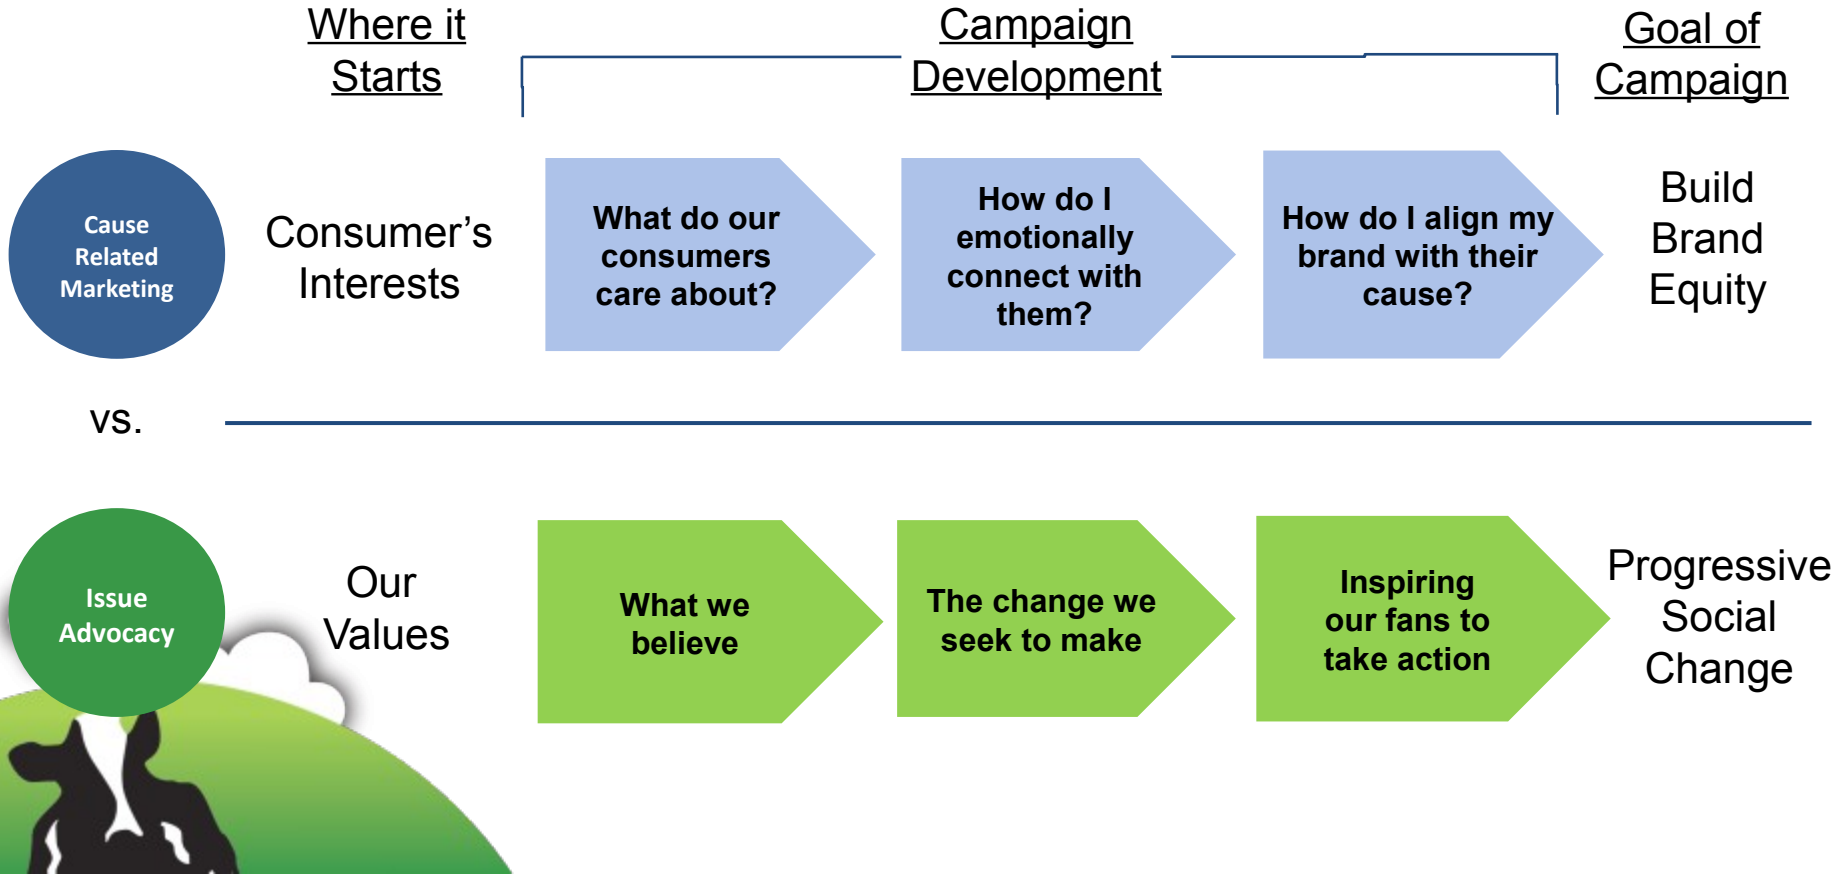 Where it
Starts
Campaign
Development
Goal of
Campaign
Cause
Related
Marketing
Consumer’s
Interests
What do our
consumers
care about?
How do I
emotionally
connect with
them?
How do I align my
brand with their
cause?
Build
Brand
Equity
vs.
Issue
Advocacy
Our
Values
What we
believe
The change we
seek to make
Inspiring
our fans to
take action
Progressive
Social
Change